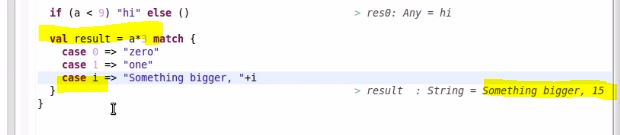 if (a < 9) "hi" else () > res0: Any = hi
val result = a*3 match {
case 0 => "zero"
case 1 => "one"
case i => "Something bigger, "+i
} > result : String = Something bigger, 15
}